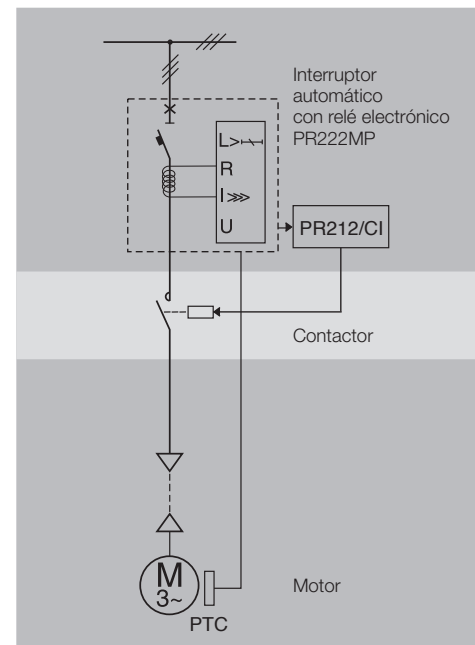 Interruptor
automático
con relé electrónico
PR222MP
L>
R
I>>>
U
PR212/CI
Contactor
M
3~
PTC
Motor